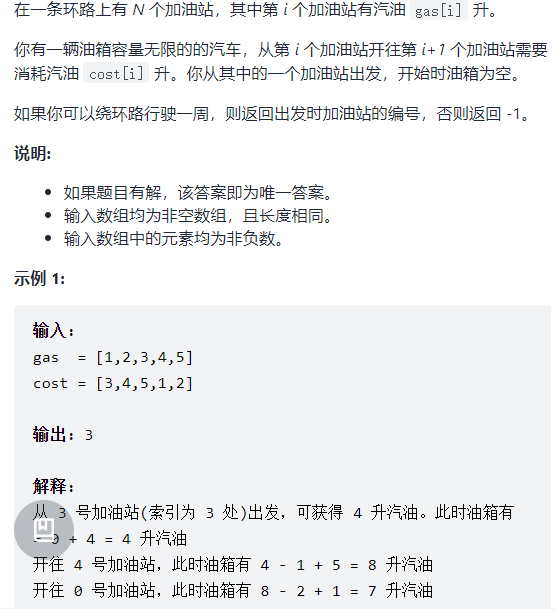 在一条环路上有 N 个加油站，其中第 i 个加油站有汽油 gas[i] 升。
你有一辆油箱容量无限的的汽车，从第 i 个加油站开往第 i+1 个加油站需要
消耗汽油 cost[i] 升。你从其中的一个加油站出发，开始时油箱为空。
如果你可以绕环路行驶一周，则返回出发时加油站的编号，否则返回 -1。
说明:
如果题目有解，该答案即为唯一答案。
输入数组均为非空数组，且长度相同。
输入数组中的元素均为非负数。
示例 1:
输入:
gas  = [1,2,3,4,5]
cost = [3,4,5,1,2]
输出: 3
解释:
从 3 号加油站(索引为 3 处)出发，可获得 4 升汽油。此时油箱有
= 0 + 4 = 4 升汽油
开往 4 号加油站，此时油箱有 4 - 1 + 5 = 8 升汽油
开往 0 号加油站，此时油箱有 8 - 2 + 1 = 7 升汽油